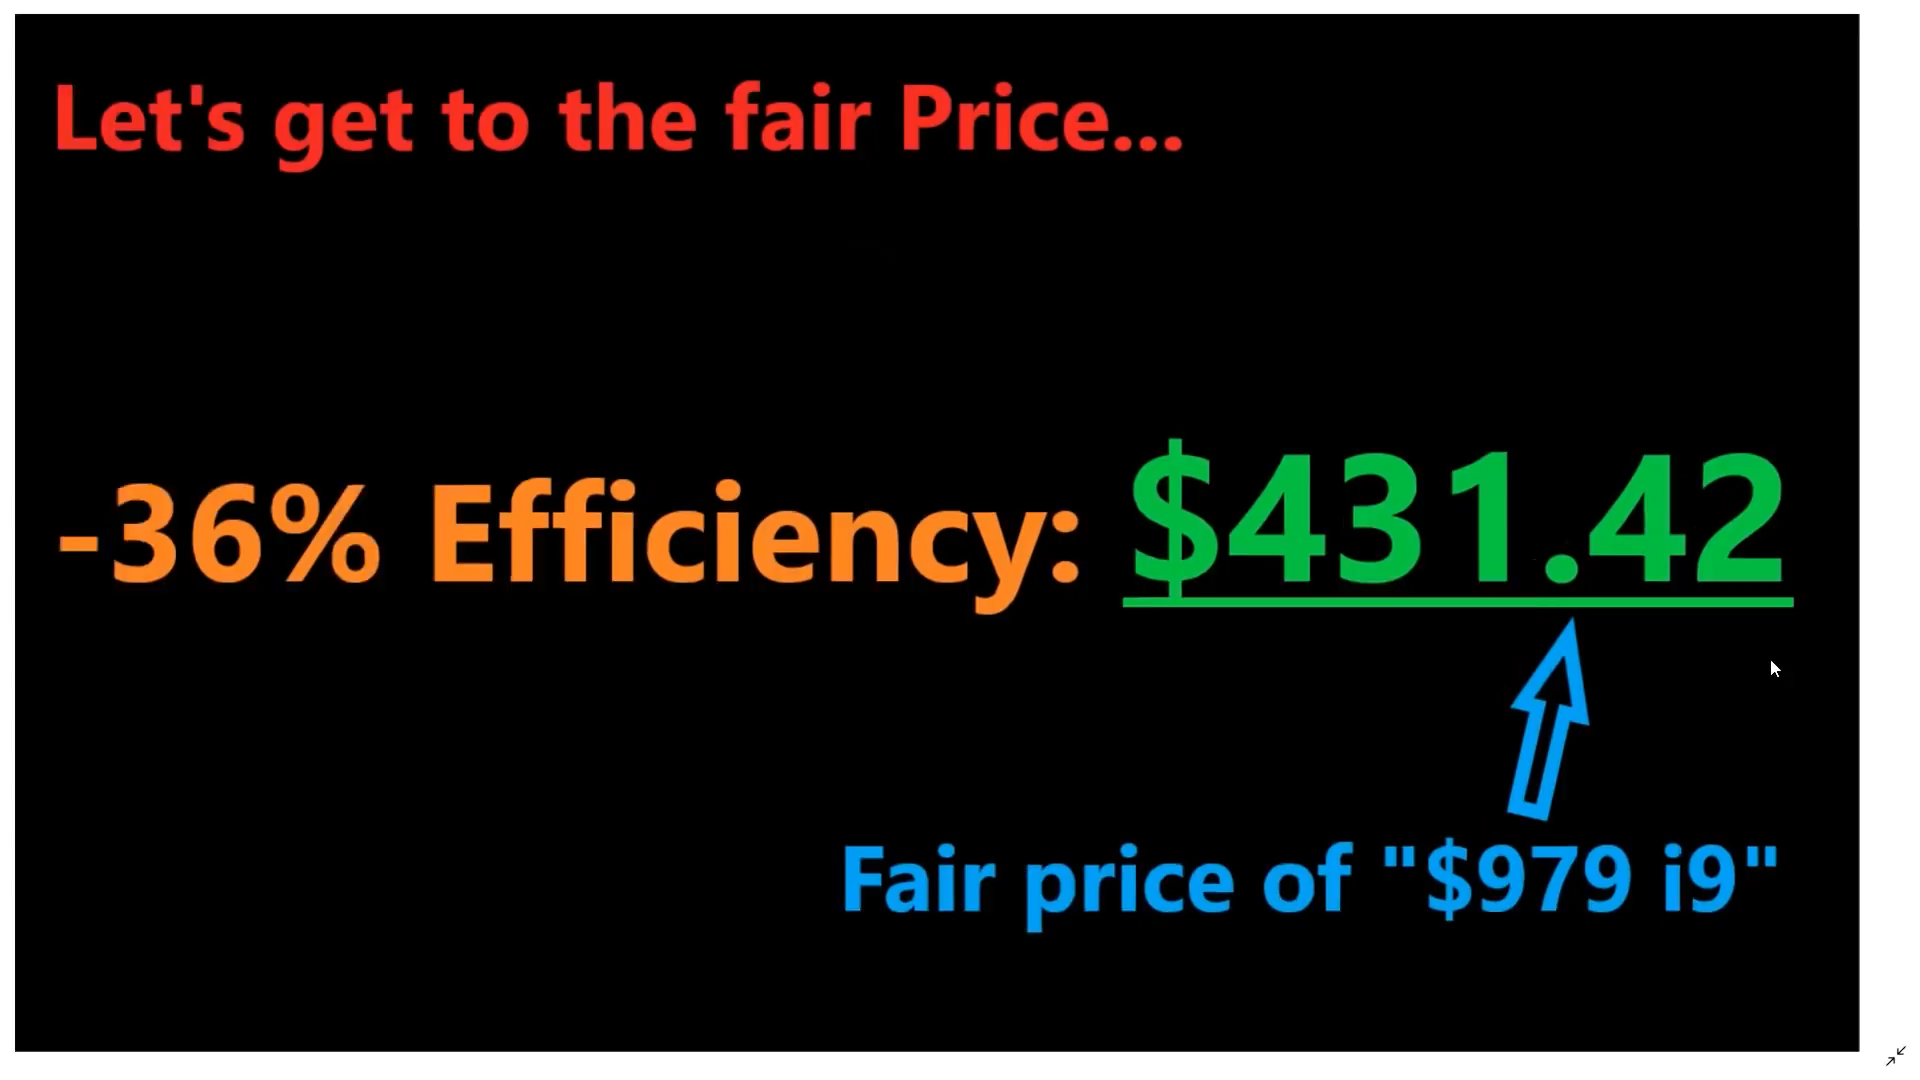 Let's get to the fair Price...
-36% Efficiency: $431.42
Fair price of "$979 i9"